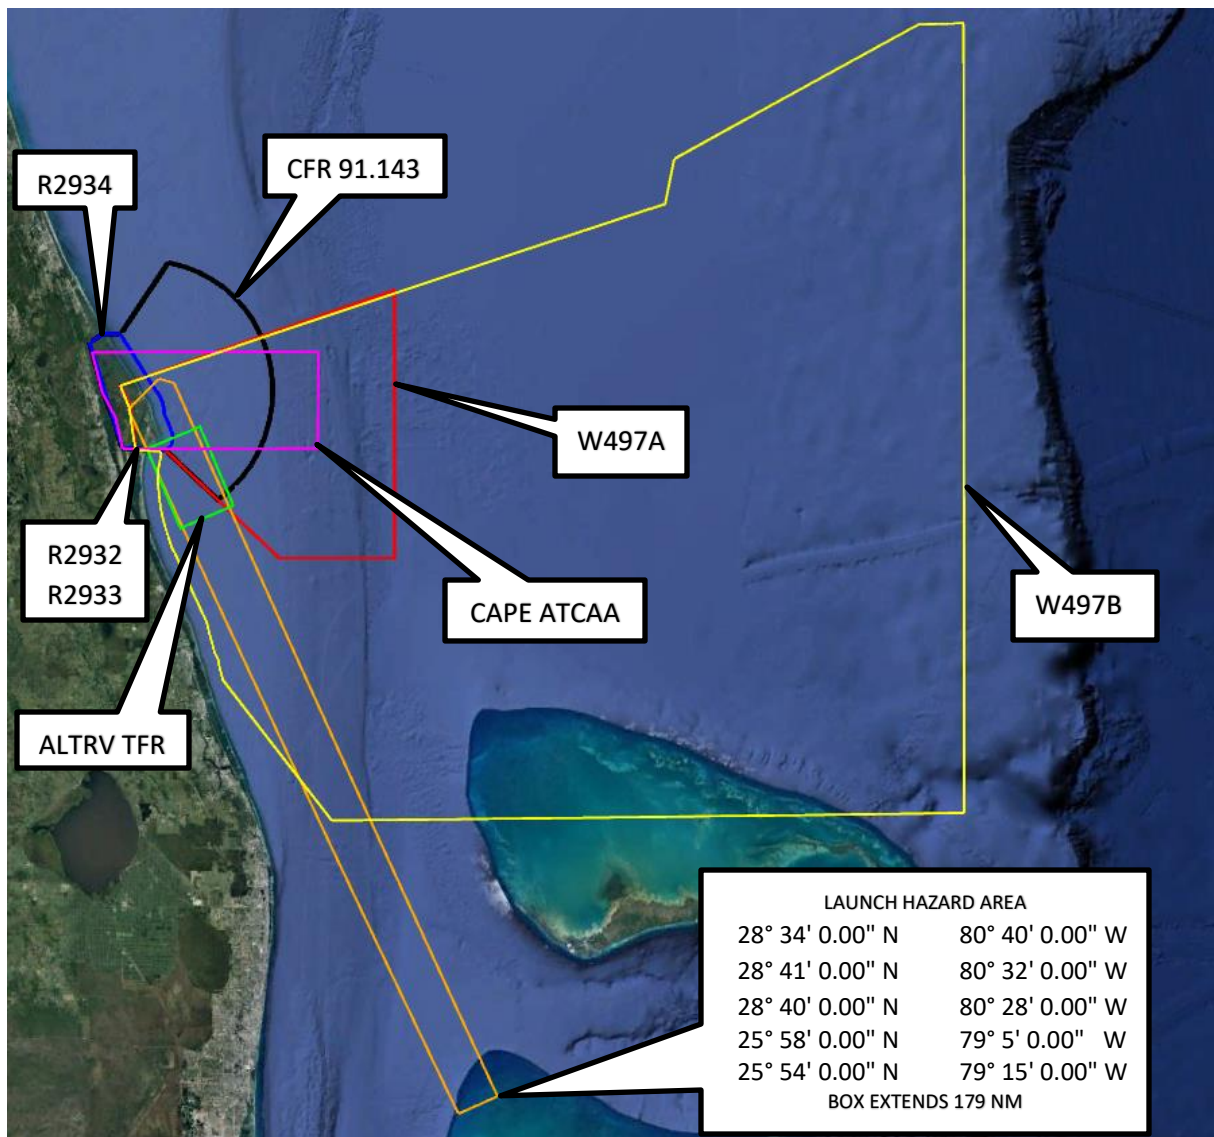 R2934
CFR 91.143
W497A
R2932
R2933
CAPE ATCAA
W497B
ALTRV TFR
LAUNCH HAZARD AREA
28° 34' 0.00" N 80° 40' 0.00" W
28° 41' 0.00" N 80° 32' 0.00" W
28° 40' 0.00" N 80° 28' 0.00" W
25° 58' 0.00" N 79° 5' 0.00" W
25° 54' 0.00" N 79° 15' 0.00" W
BOX EXTENDS 179 NM